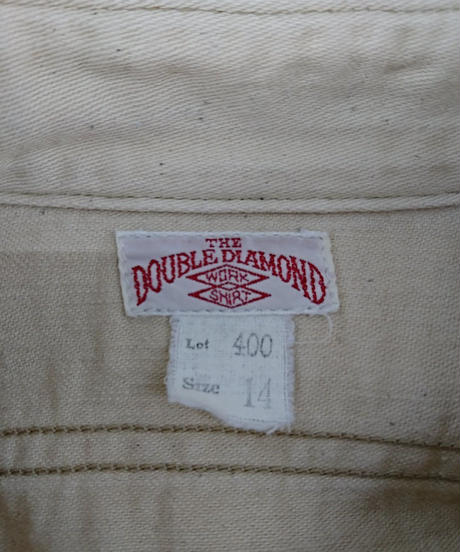 THE
DOUBLE DIAMOND
WORK
SHIRT
Lot 400
Size 14